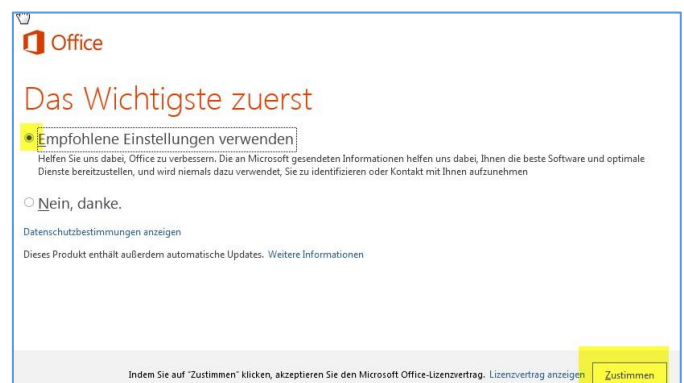 Office
Das Wichtigste zuerst
Empfohlene Einstellungen verwenden
Helfen Sie uns dabei, Office zu verbessern. Die an Microsoft gesendeten Informationen helfen uns dabei, Ihnen die beste Software und optimale
Dienste bereitzustellen, und wird niemals dazu verwendet, Sie zu identifizieren oder Kontakt mit Ihnen aufzunehmen
Nein, danke.
Datenschutzbestimmungen anzeigen
Dieses Produkt enthält außerdem automatische Updates. Weitere Informationen
Indem Sie auf "Zustimmen" klicken, akzeptieren Sie den Microsoft Office-Lizenzvertrag. Lizenzvertrag anzeigen Zustimmen